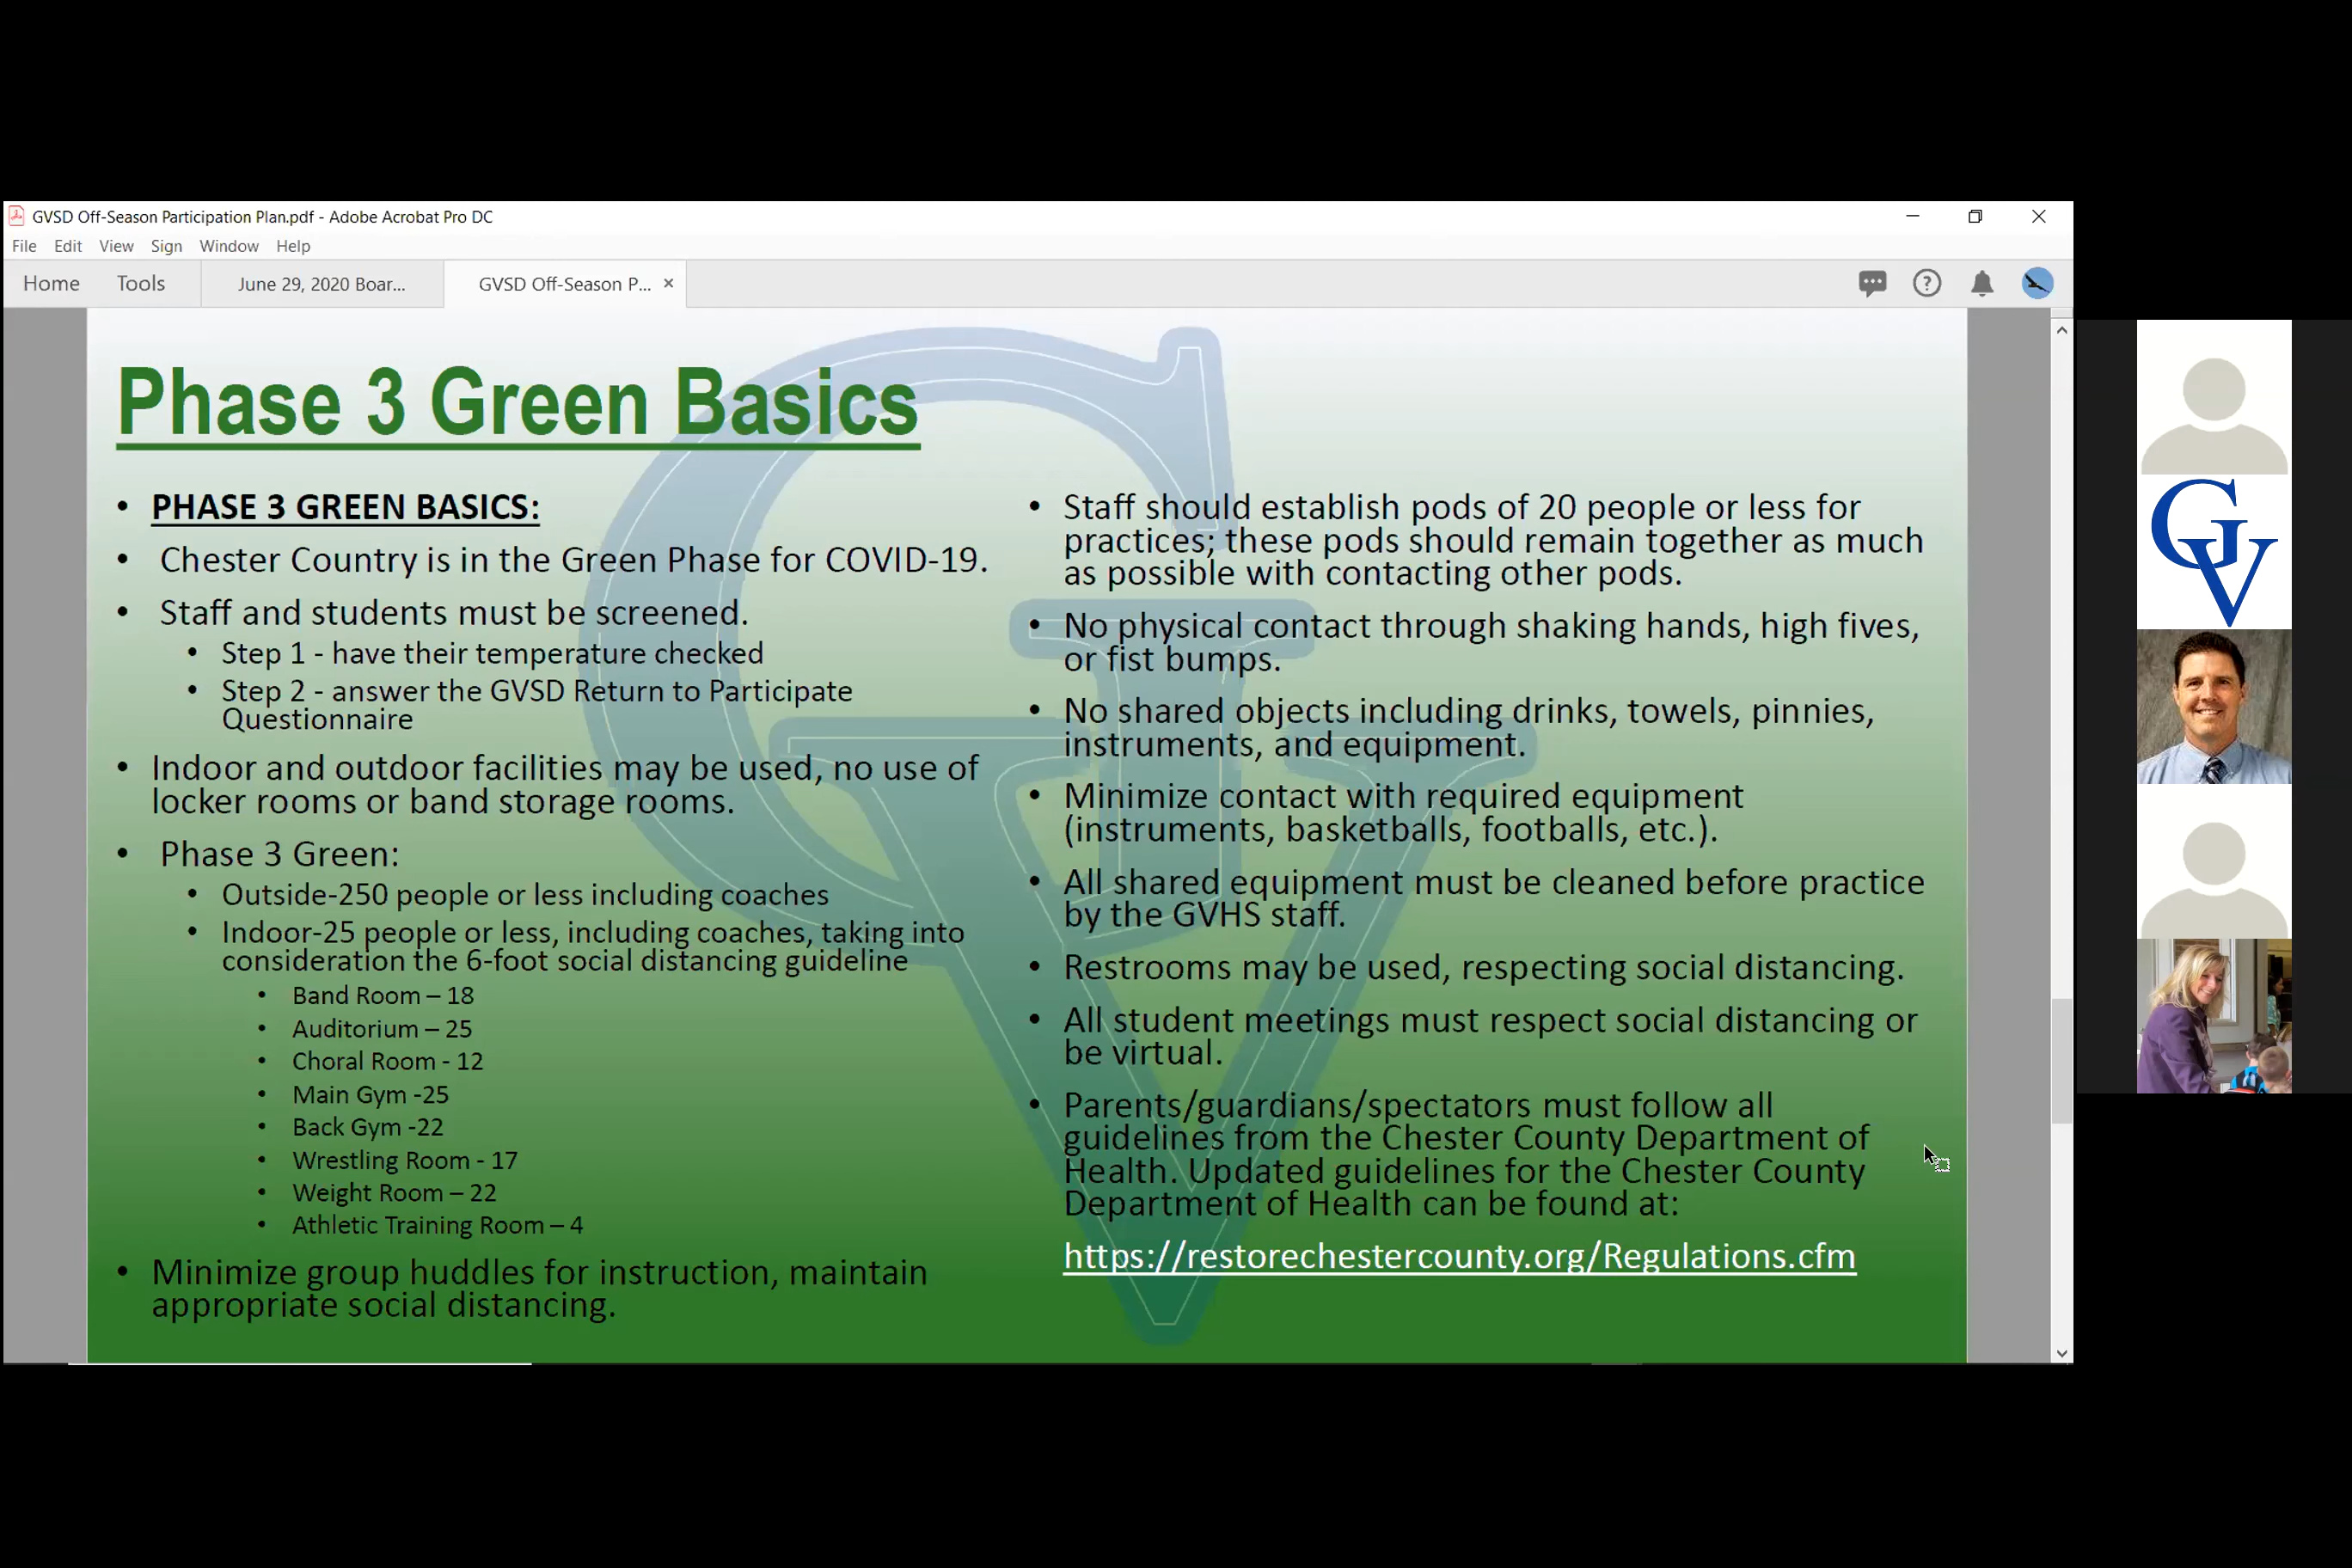 GVSD Off-Season Participation Plan.pdf - Adobe Acrobat Pro DC
File Edit View Sign Window Help
Home Tools June 29, 2020 Boar... GVSD Off-Season P... ×
Phase 3 Green Basics
• PHASE 3 GREEN BASICS:
• Chester Country is in the Green Phase for COVID-19.
• Staff and students must be screened.
• Step 1 - have their temperature checked
• Step 2 - answer the GVSD Return to Participate
Questionnaire
• Indoor and outdoor facilities may be used, no use of
locker rooms or band storage rooms.
• Phase 3 Green:
• Outside-250 people or less including coaches
• Indoor-25 people or less, including coaches, taking into
consideration the 6-foot social distancing guideline
• Band Room – 18
• Auditorium – 25
• Choral Room - 12
• Main Gym -25
• Back Gym -22
• Wrestling Room - 17
• Weight Room – 22
• Athletic Training Room – 4
• Minimize group huddles for instruction, maintain
appropriate social distancing.
• Staff should establish pods of 20 people or less for
practices; these pods should remain together as much
as possible with contacting other pods.
• No physical contact through shaking hands, high fives,
or fist bumps.
• No shared objects including drinks, towels, pinnies,
instruments, and equipment.
• Minimize contact with required equipment
(instruments, basketballs, footballs, etc.).
• All shared equipment must be cleaned before practice
by the GVHS staff.
• Restrooms may be used, respecting social distancing.
• All student meetings must respect social distancing or
be virtual.
• Parents/guardians/spectators must follow all
guidelines from the Chester County Department of
Health. Updated guidelines for the Chester County
Department of Health can be found at:
https://restorechestercounty.org/Regulations.cfm
GV
GV